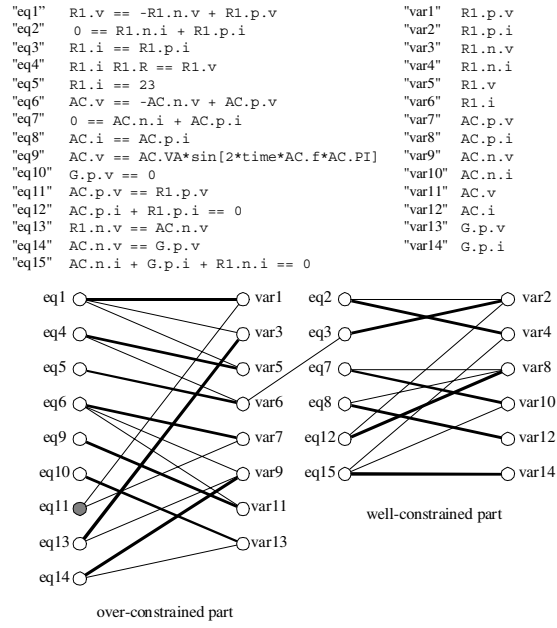 "eq1" R1.v == -R1.n.v + R1.p.v "var1" R1.p.v
"eq2" 0 == R1.n.i + R1.p.i "var2" R1.p.i
"eq3" R1.i == R1.p.i "var3" R1.n.v
"eq4" R1.i R1.R == R1.v "var4" R1.n.i
"eq5" R1.i == 23 "var5" R1.v
"eq6" AC.v == -AC.n.v + AC.p.v "var6" R1.i
"eq7" 0 == AC.n.i + AC.p.i "var7" AC.p.v
"eq8" AC.i == AC.p.i "var8" AC.p.i
"eq9" AC.v == AC.VA*sin[2*time*AC.f*AC.PI] "var9" AC.n.v
"eq10" G.p.v == 0 "var10" AC.n.i
"eq11" AC.p.v == R1.p.v "var11" AC.v
"eq12" AC.p.i + R1.p.i == 0 "var12" AC.i
"eq13" R1.n.v == AC.n.v "var13" G.p.v
"eq14" AC.n.v == G.p.v "var14" G.p.i
"eq15" AC.n.i + G.p.i + R1.n.i == 0
eq1 var1 eq2 var2
eq4 var3 eq3 var4
eq5 var5 eq7 var8
eq6 var6 eq8 var10
eq9 var7 eq12 var12
eq10 var9 eq15 var14
eq11 var11
well-constrained part
eq13 var13
eq14
over-constrained part